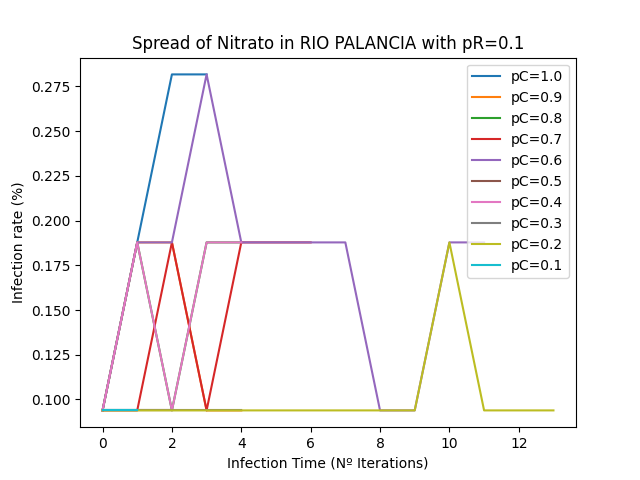 Spread of Nitrato in RIO PALANCIA with pR=0.1
Infection rate (%)
0.275
0.250
0.225
0.200
0.175
0.150
0.125
0.100
pC=1.0
pC=0.9
pC=0.8
pC=0.7
pC=0.6
pC=0.5
pC=0.4
pC=0.3
pC=0.2
pC=0.1
0 2 4 6 8 10 12
Infection Time (Nº Iterations)